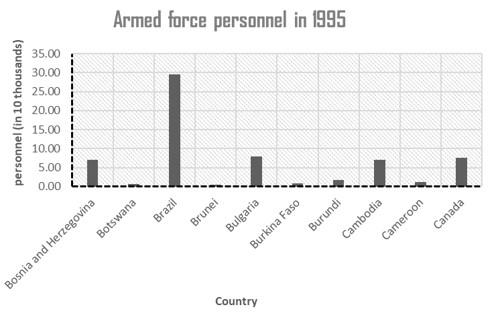 Armed force personnel in 1995
personnel (in 10 thousands)
35.00
30.00
25.00
20.00
15.00
10.00
5.00
0.00
Bosnia and Herzegovina
Botswana
Brazil
Brunei
Bulgaria
Burkina Faso
Burundi
Cambodia
Cameroon
Canada
Country